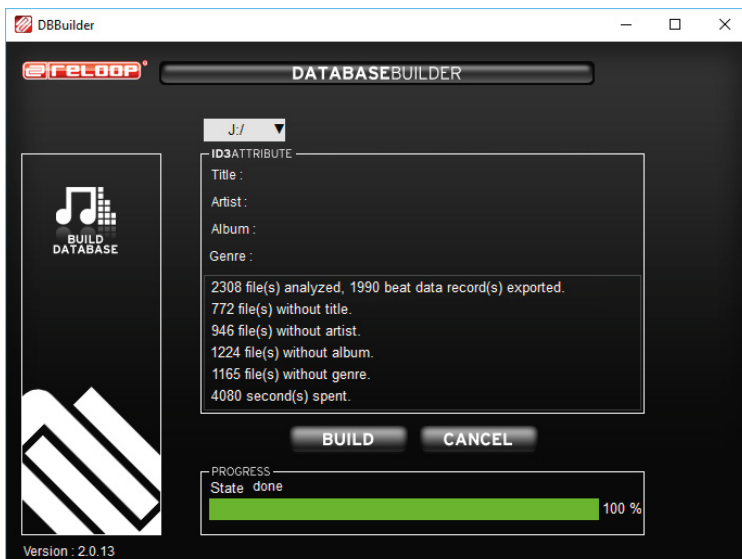 DBBuilder
reloop
DATABASEBUILDER
J:/
ID3ATTRIBUTE
Title :
Artist :
Album :
Genre :
BUILD
DATABASE
2308 file(s) analyzed, 1990 beat data record(s) exported.
772 file(s) without title.
946 file(s) without artist.
1224 file(s) without album.
1165 file(s) without genre.
4080 second(s) spent.
BUILD CANCEL
PROGRESS
State done
100 %
Version : 2.0.13